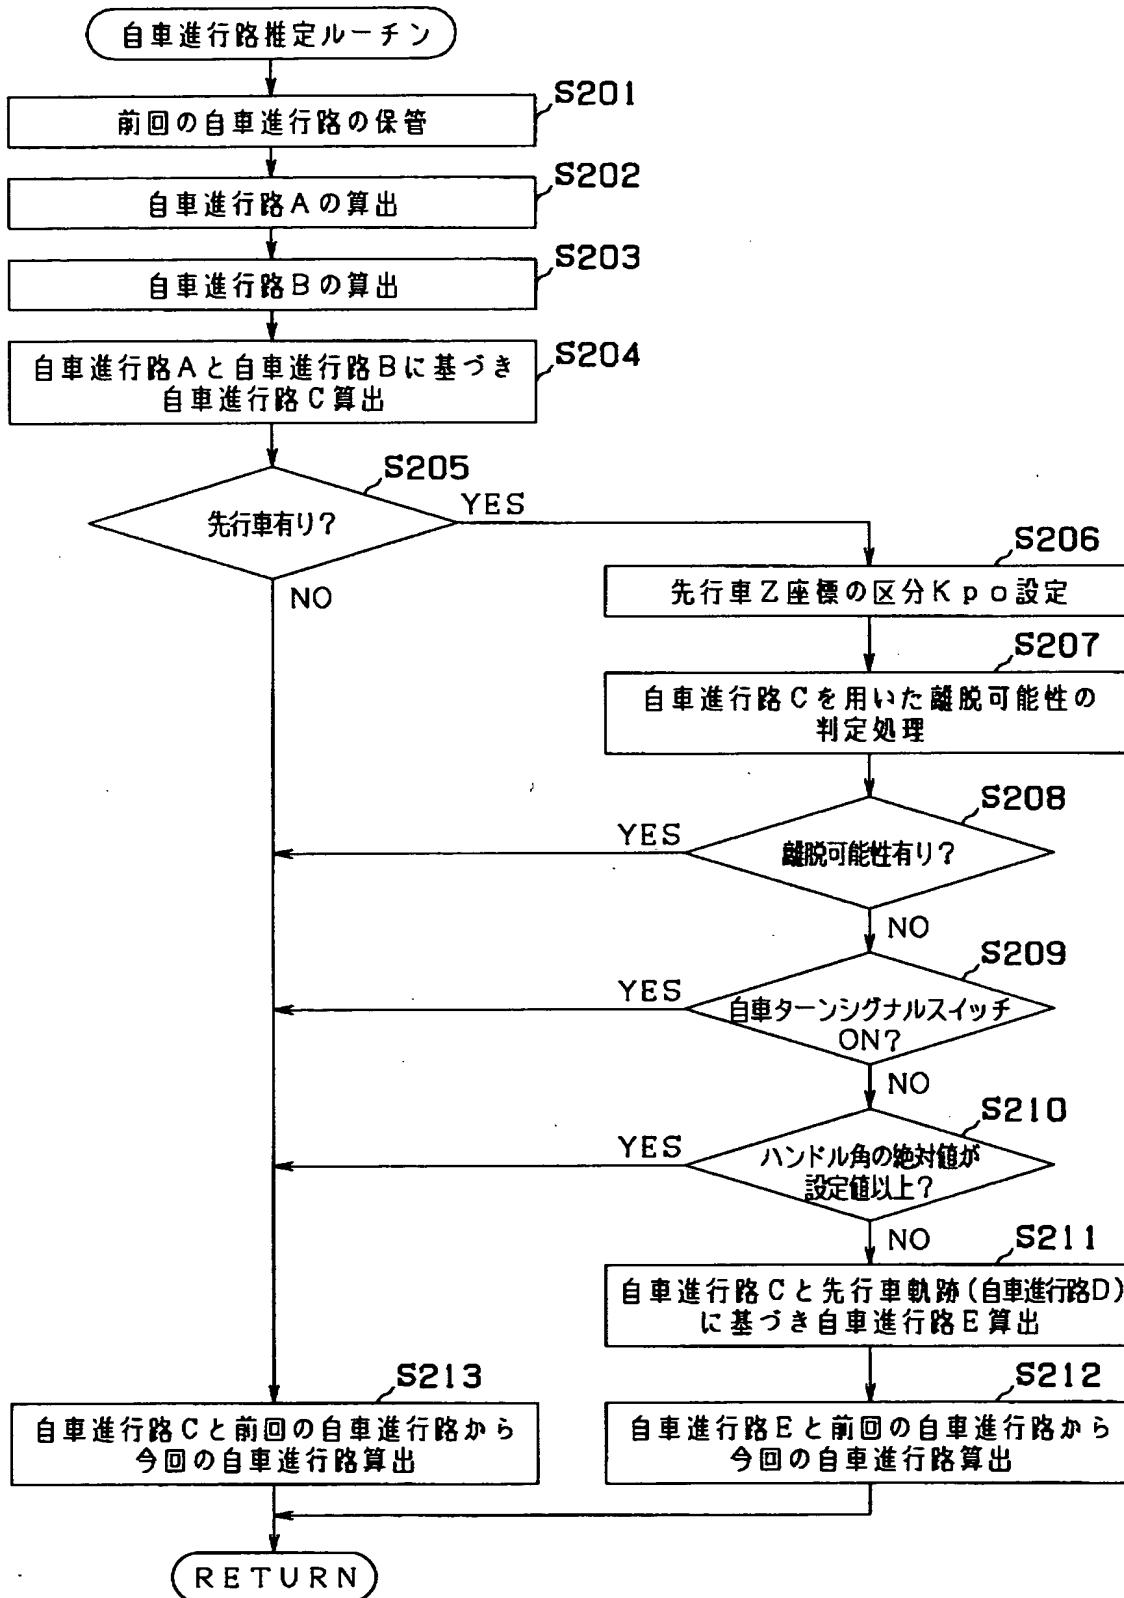 自車進行路推定ルーチン
S201
前回の自車進行路の保管
S202
自車進行路Aの算出
S203
自車進行路Bの算出
S204
自車進行路Aと自車進行路Bに基づき
自車進行路C算出
S205
先行車有り?
YES
NO
S206
先行車Z座標の区分Kpo設定
S207
自車進行路Cを用いた離脱可能性の
判定処理
S208
離脱可能性有り?
YES
NO
S209
自車ターンシグナルスイッチ
ON?
YES
NO
S210
ハンドル角の絶対値が
設定値以上?
YES
NO
S211
自車進行路Cと先行車軌跡(自車進行路D)
に基づき自車進行路E算出
S212
自車進行路Eと前回の自車進行路から
今回の自車進行路算出
S213
自車進行路Cと前回の自車進行路から
今回の自車進行路算出
RETURN